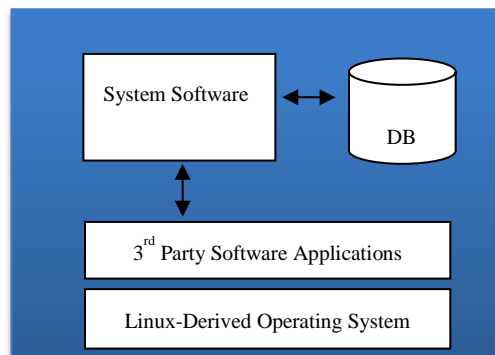 System Software
DB
3rd Party Software Applications
Linux-Derived Operating System